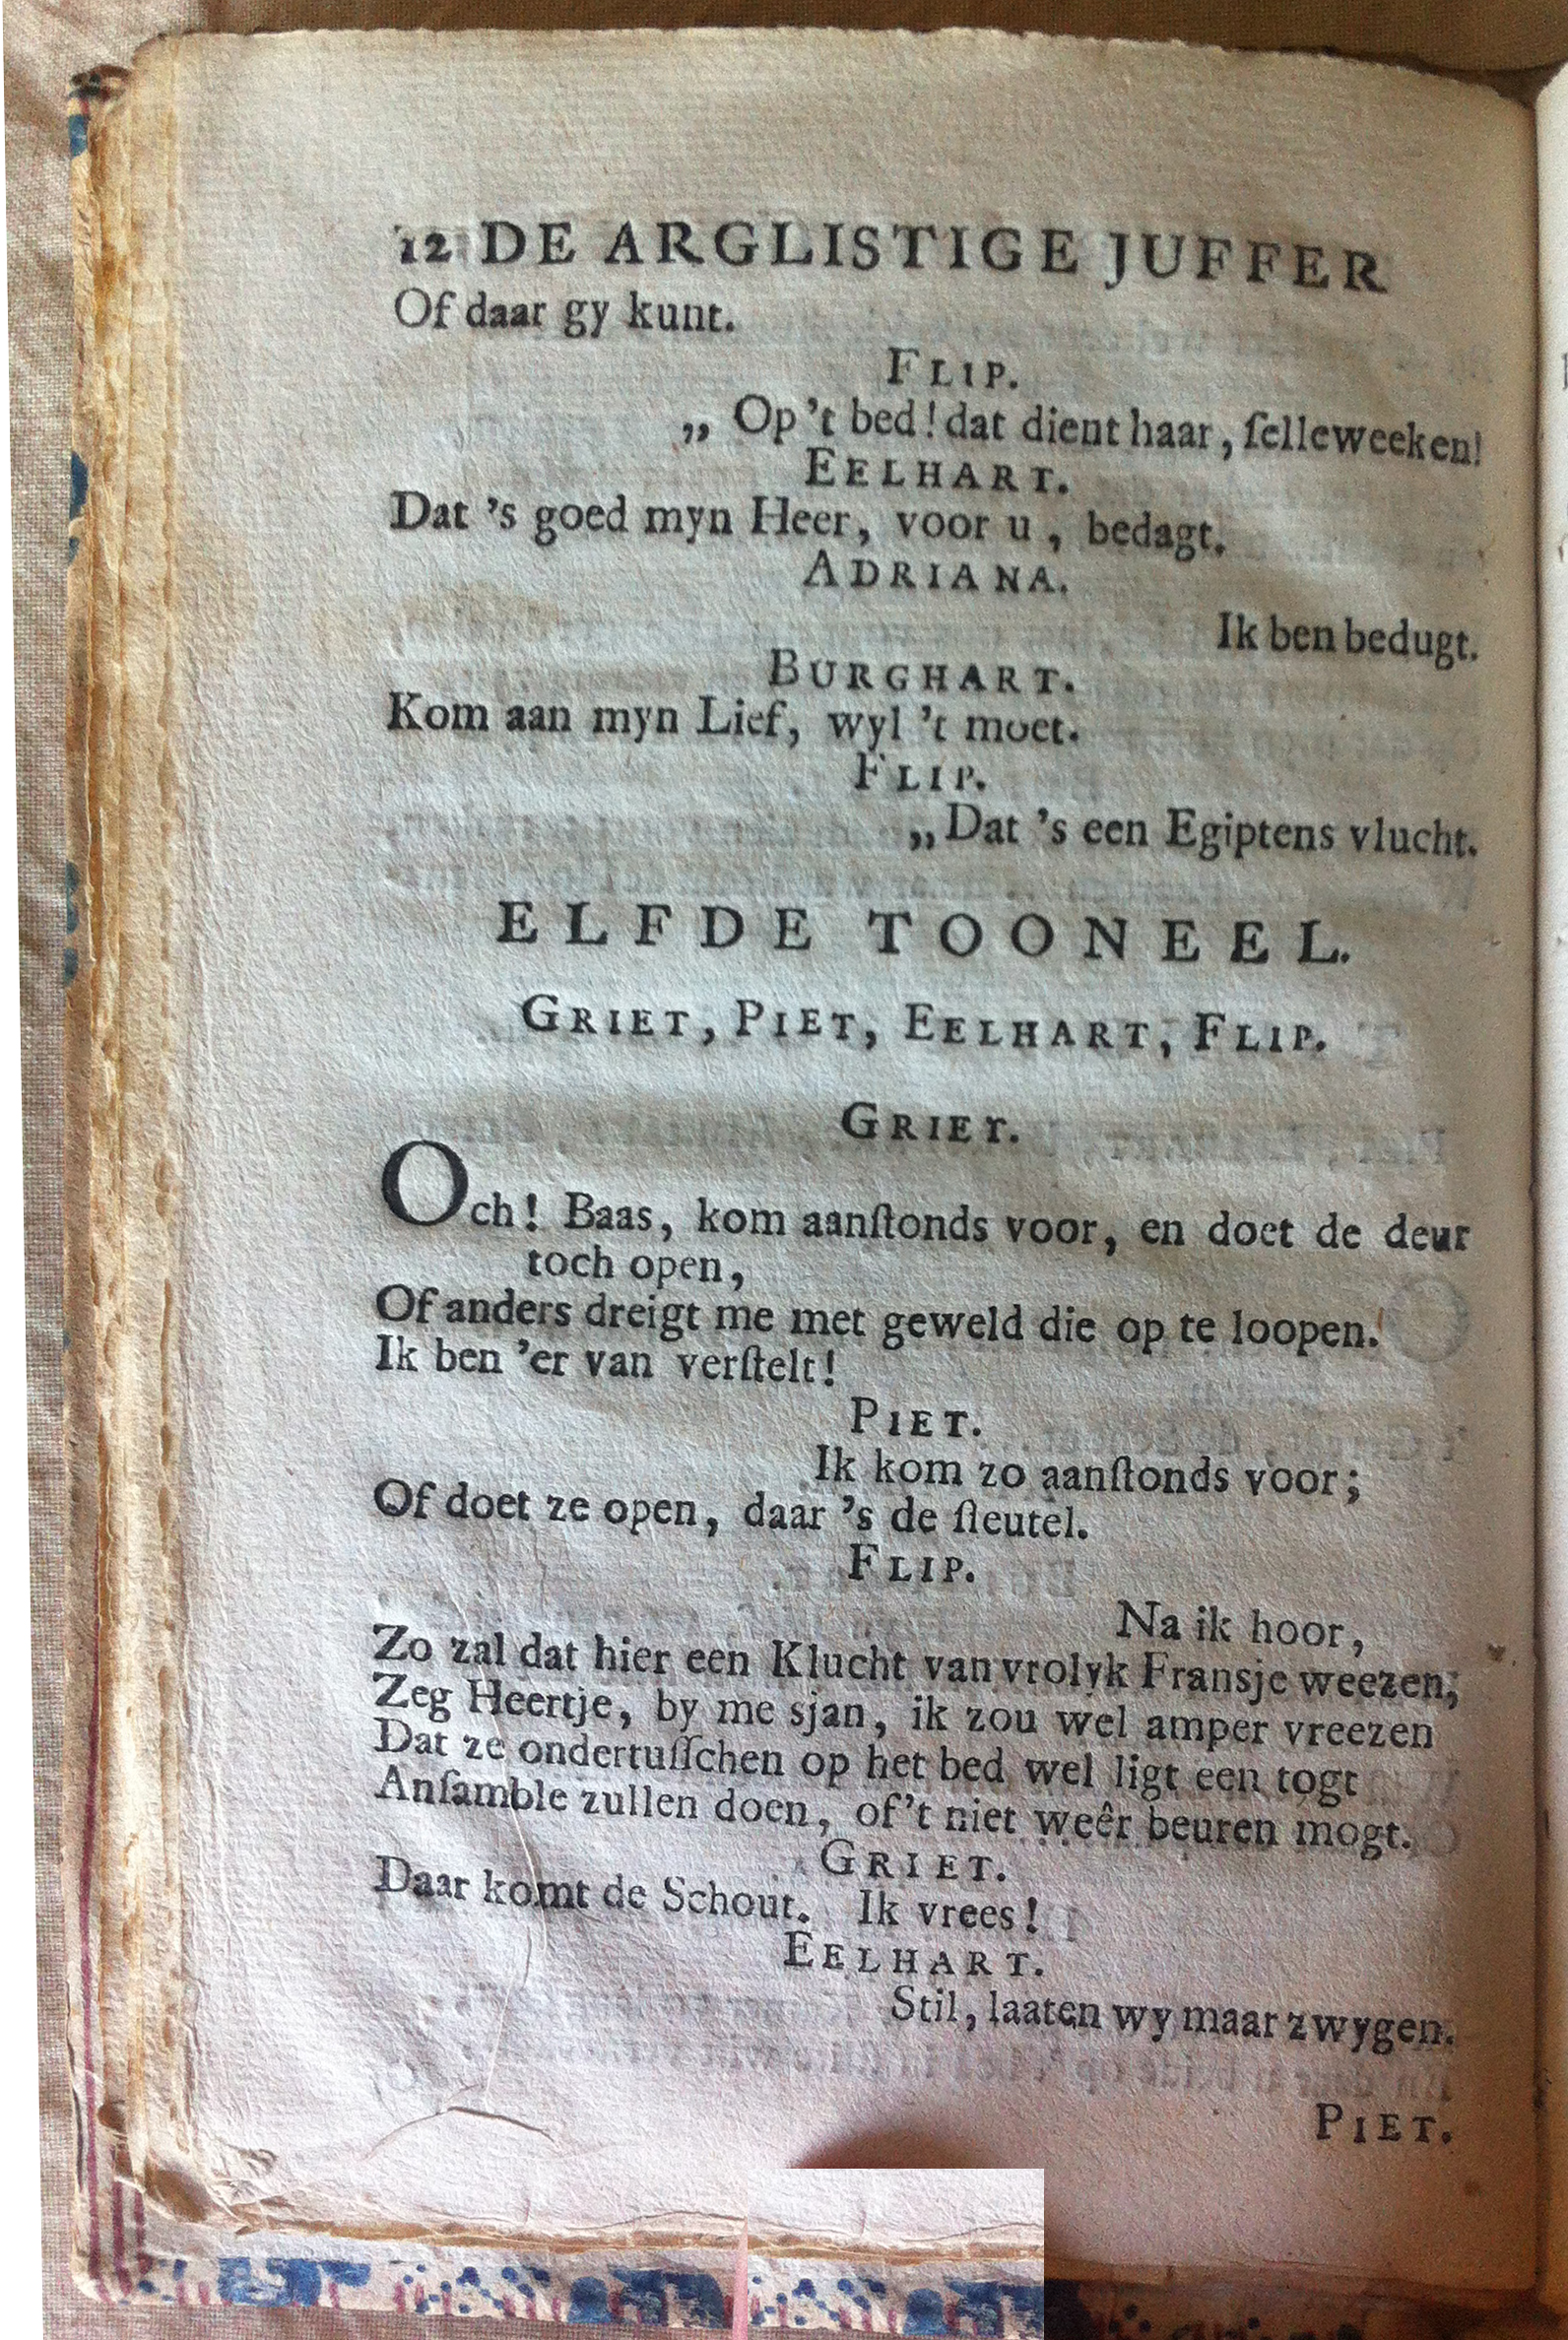 12 DE ARGLISTIGE JUFFER
Of daar gy kunt.
FLIP.
„ Op 't bed! dat dient haar, ſelleweeken!
EELHART.
Dat 's goed myn Heer, voor u, bedagt.
ADRIANA.
Ik ben bedugt.
BURGHART.
Kom aan myn Lief, wyl 't moet.
FLIP.
„ Dat 's een Egiptens vlucht.
ELFDE TOONEEL.
GRIET, PIET, EELHART, FLIP.
GRIET.
Och! Baas, kom aanſtonds voor, en doet de deur
toch open,
Of anders dreigt me met geweld die op te loopen.
Ik ben 'er van verſtelt!
PIET.
Ik kom zo aanſtonds voor;
Of doet ze open, daar 's de ſleutel.
FLIP.
Na ik hoor,
Zo zal dat hier een Klucht van vrolyk Fransje weezen;
Zeg Heertje, by me sjan, ik zou wel amper vreezen
Dat ze ondertuſſchen op het bed wel ligt een togt
Anſamble zullen doen, of 't niet weêr beuren mogt.
GRIET.
Daar komt de Schout. Ik vrees!
EELHART.
Stil, laaten wy maar zwygen.
PIET.